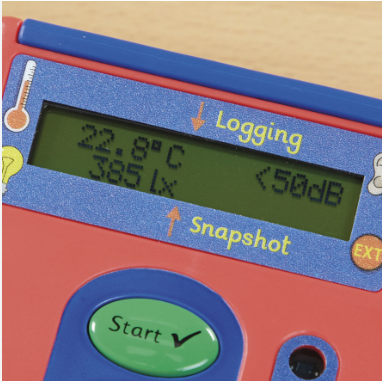 Logging
22.8°C
385 lx <50dB
Snapshot
EXT
Start